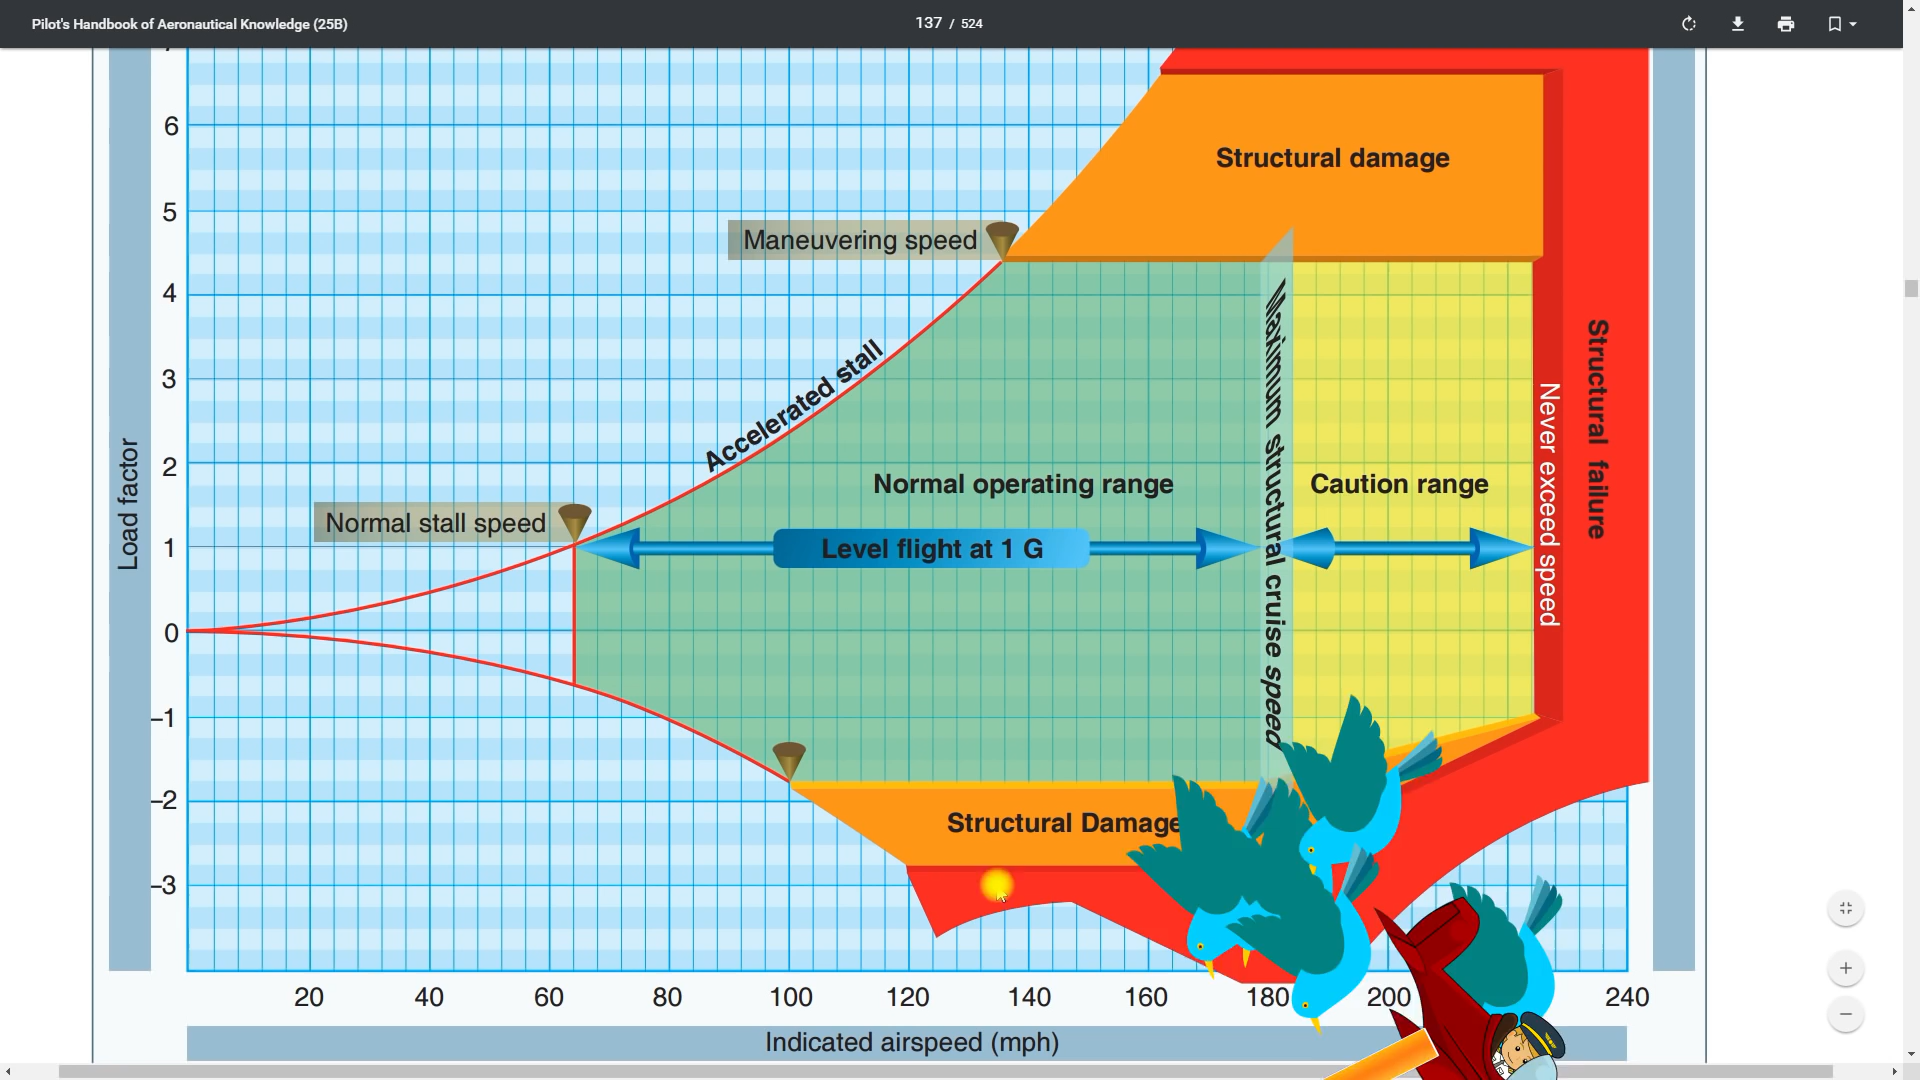 Pilot's Handbook of Aeronautical Knowledge (25B)
137 / 524
6
Structural damage
5
Maneuvering speed
4
3
Accelerated stall
2
Normal operating range
Caution range
Normal stall speed
1
Level flight at 1 G
0
Load factor
Maximum structural cruise speed
Never exceed speed
Structural failure
–1
–2
Structural Damage
–3
20 40 60 80 100 120 140 160 180 200 240
Indicated airspeed (mph)